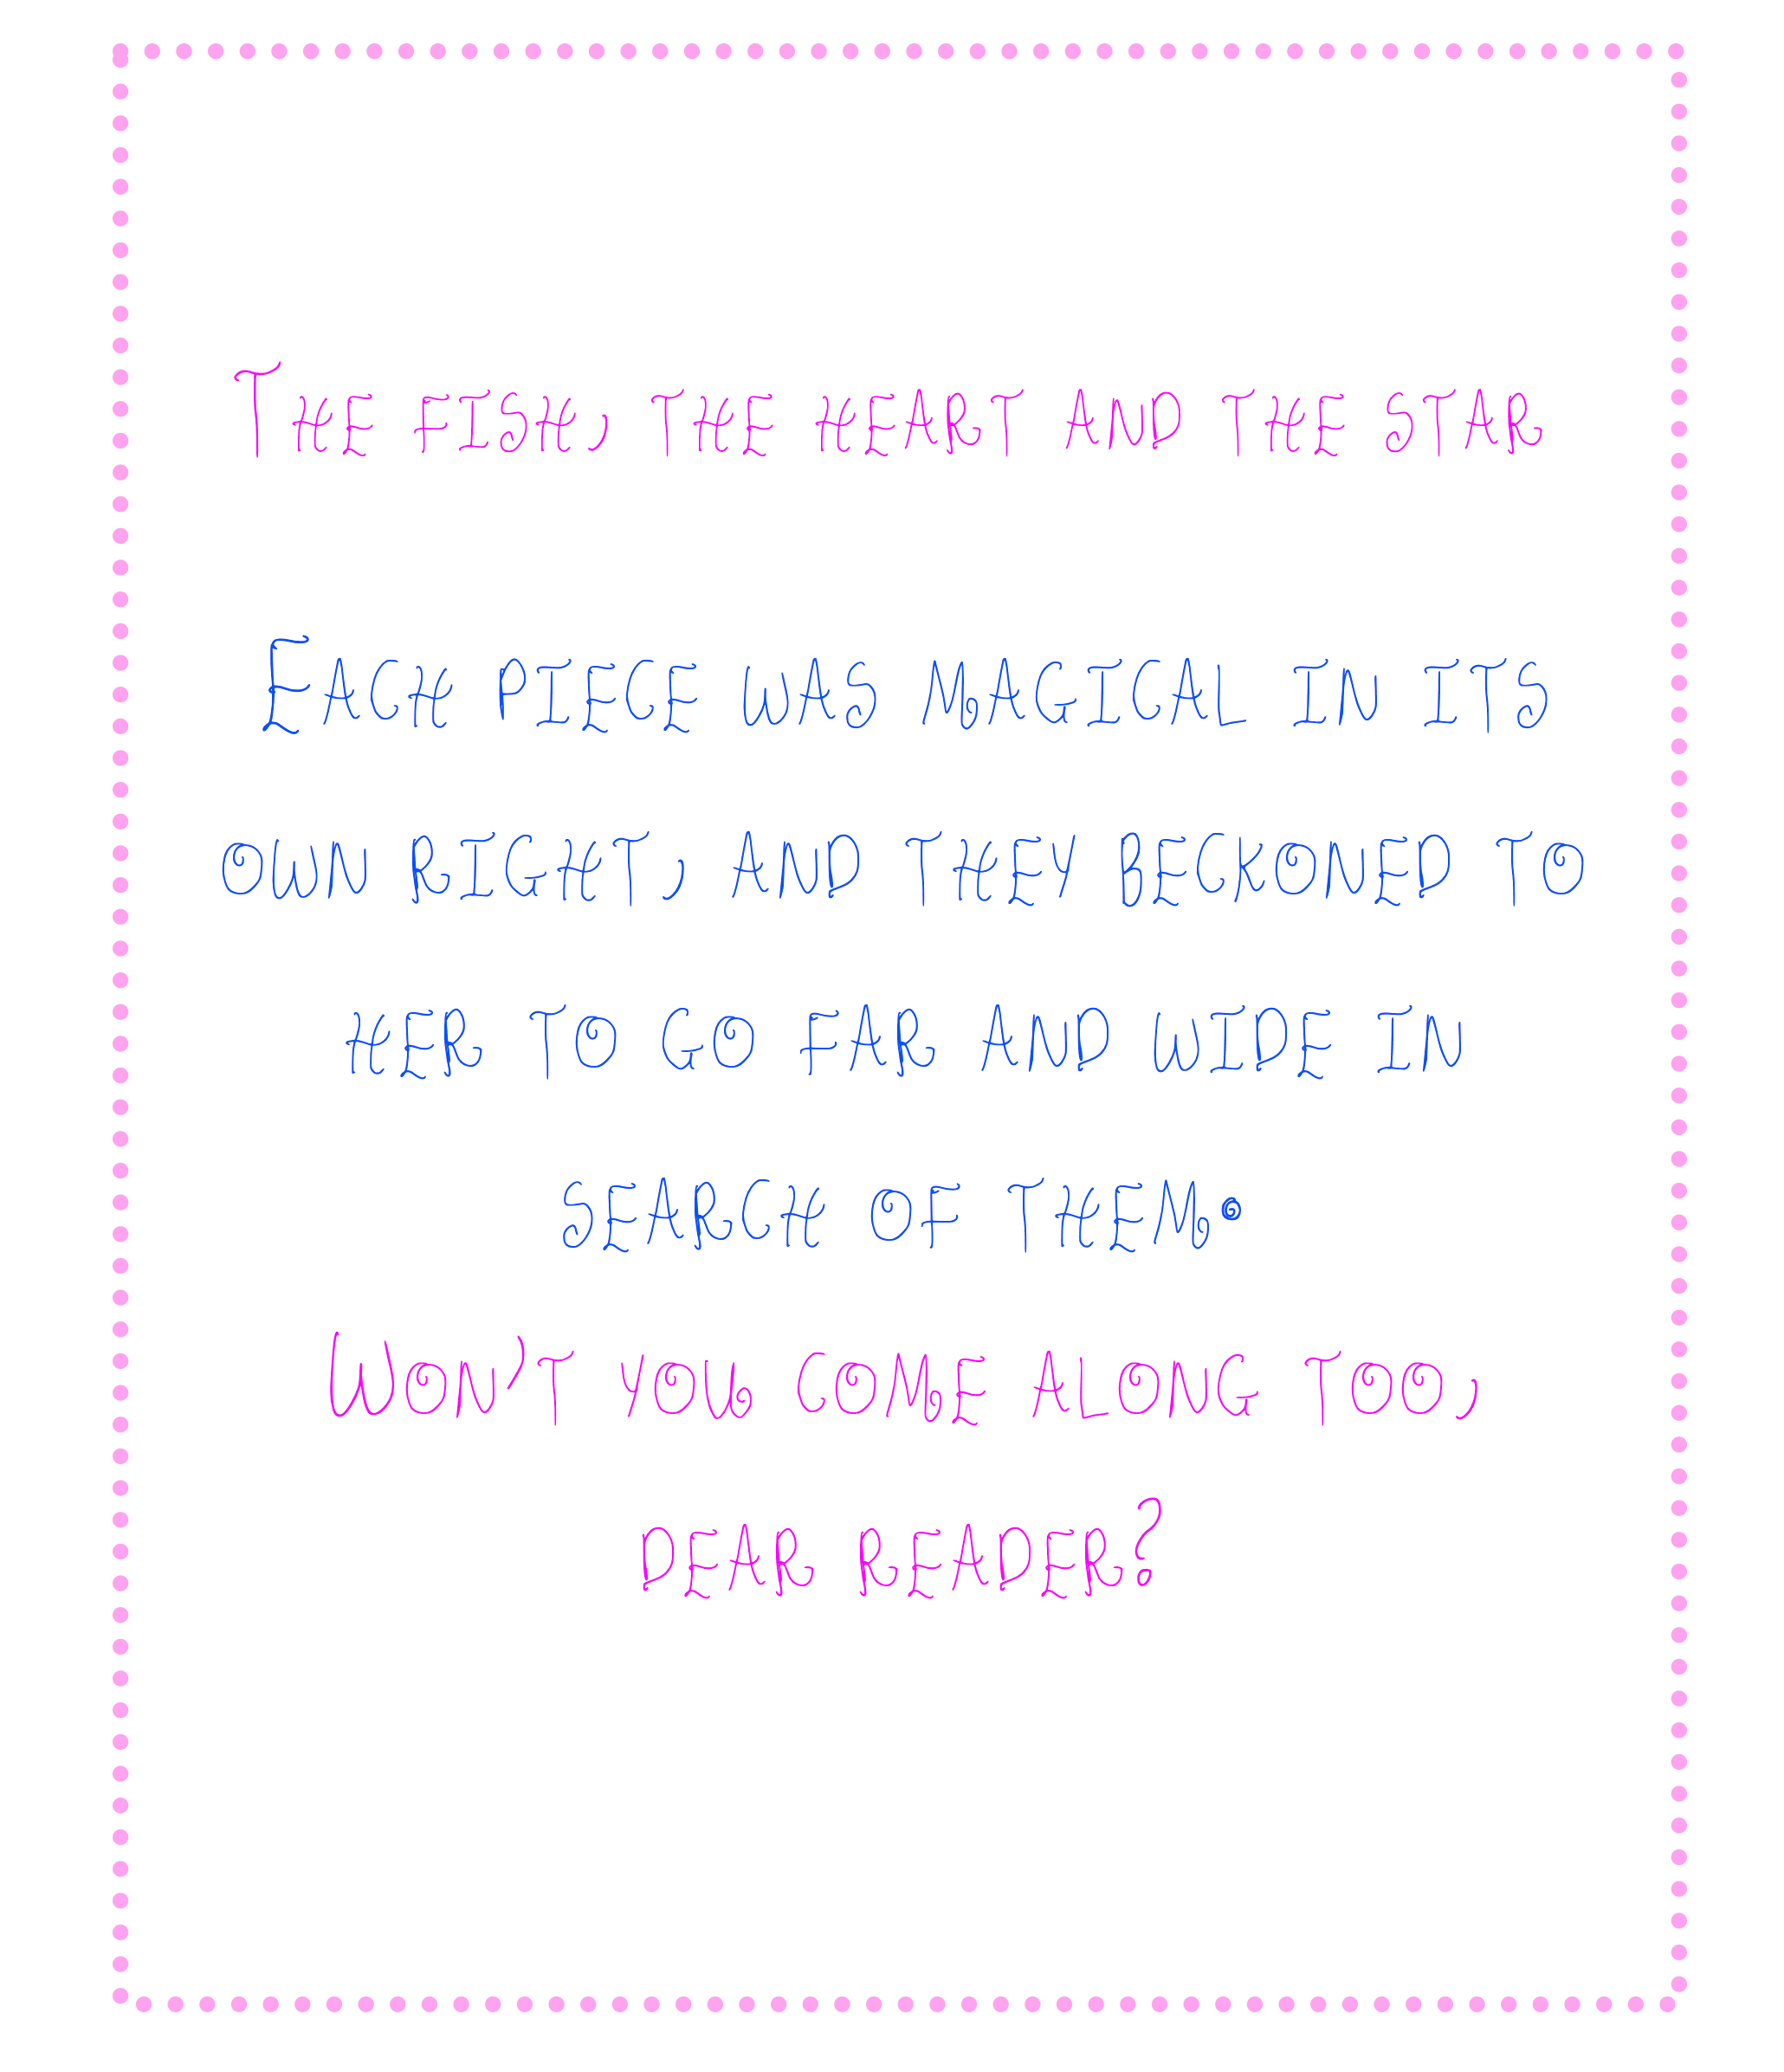 The fish, the heart and the star
Each piece was magical in its
own right, and they beckoned to
her to go far and wide in
search of them.
Won't you come along too,
dear reader?